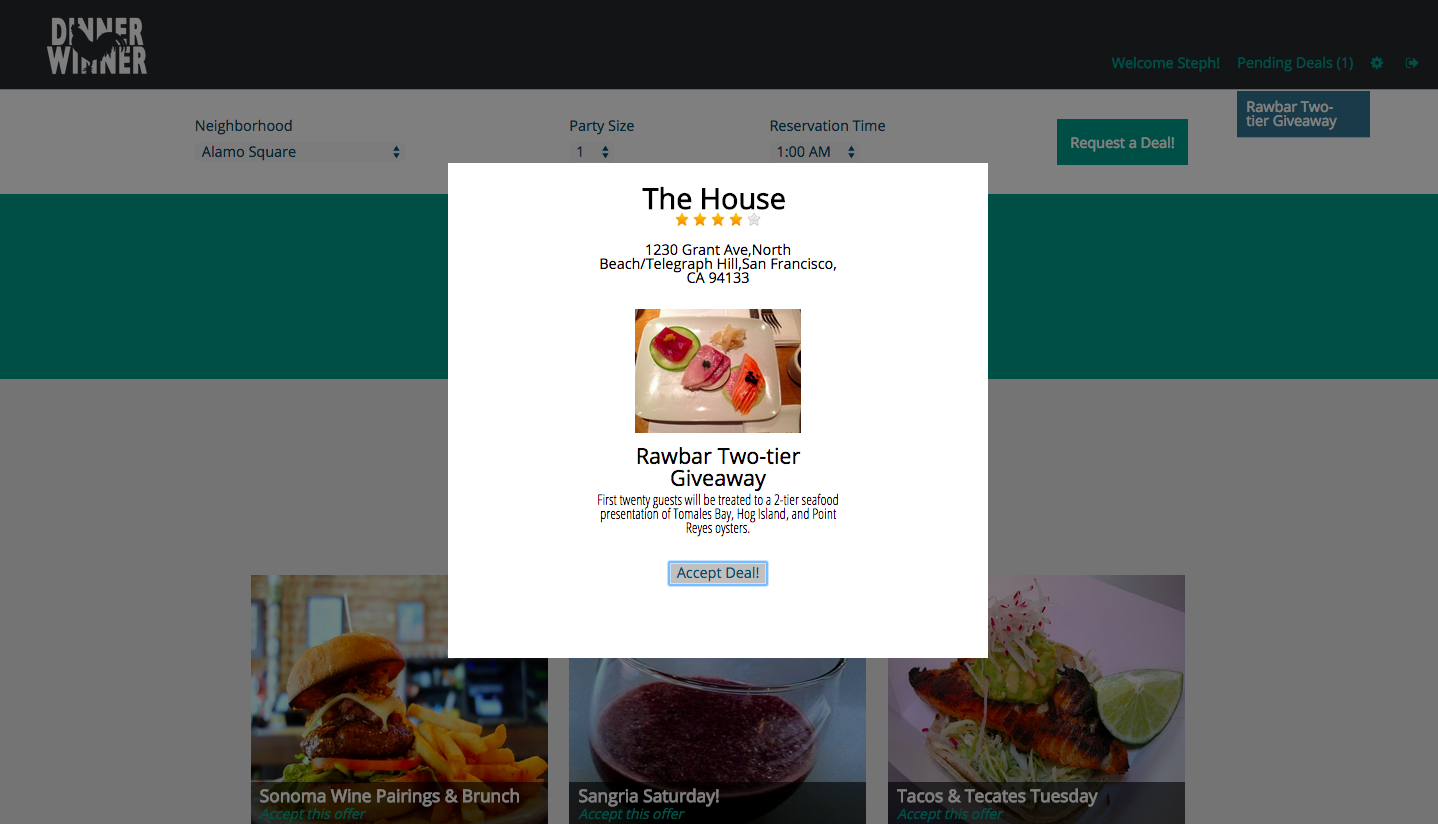 DINNER
WINNER
Welcome Steph!
Pending Deals (1)
Rawbar Two-
tier Giveaway
Neighborhood
Alamo Square
Party Size
1
Reservation Time
1:00 AM
Request a Deal!
The House
1230 Grant Ave,North
Beach/Telegraph Hill,San Francisco,
CA 94133
Rawbar Two-tier
Giveaway
First twenty guests will be treated to a 2-tier seafood
presentation of Tomales Bay, Hog Island, and Point
Reyes oysters.
Accept Deal!
Sonoma Wine Pairings & Brunch
Accept this offer
Sangria Saturday!
Accept this offer
Tacos & Tecates Tuesday
Accept this offer